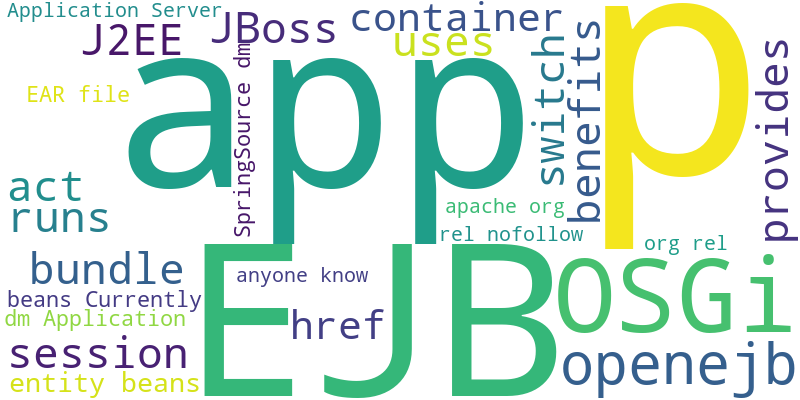 Application Server
J2EE
JBoss
container
uses
app
p
EAR file
SpringSource dm
switch
benefits
provides
act
runs
apache org
rel nofollow
org rel
bundle
anyone know
EJB
OSGi
beans Currently
dm Application
href
session
openejb
entity beans